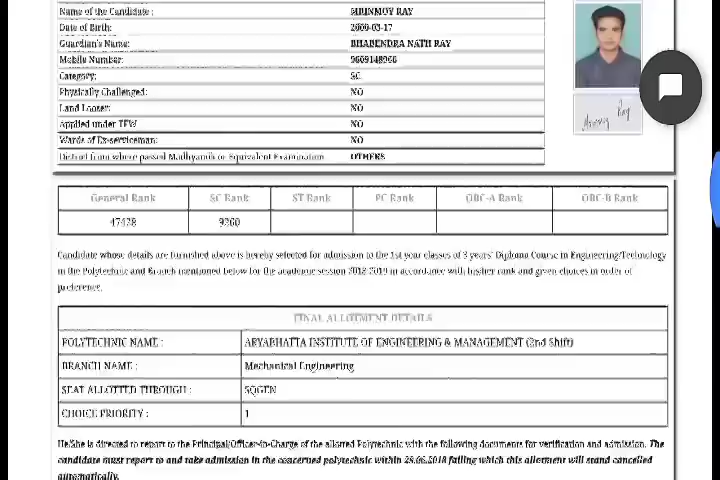 Name of the Candidate : MRINMOY RAY
Date of Birth: 2000-03-17
Guardian's Name: BHABENDRA NATH RAY
Mobile Number:
Category: SC
Physically Challenged: NO
Land Looser: NO
Applied under TFW NO
Wards of Ex-serviceman: NO
District from where passed Madhyamik or Equivalent Examination OTHERS
General Rank SC Rank ST Rank PC Rank OBC-A Rank OBC-B Rank
Candidate whose details are furnished above is hereby selected for admission to the 1st year classes of 3 years' Diploma Course in Engineering/Technology
in the Polytechnic and Branch mentioned below for the academic session 2018-2019 in accordance with his/her rank and given choices in order of
preference.
FINAL ALLOTMENT DETAILS
POLYTECHNIC NAME : ARYABHATTA INSTITUTE OF ENGINEERING & MANAGEMENT (2nd Shift)
BRANCH NAME : Mechanical Engineering
SEAT ALLOTTED THROUGH :
CHOICE PRIORITY : 1
He/She is directed to report to the Principal/Officer-in-Charge of the allotted Polytechnic with the following documents for verification and admission. The
candidate must report to and take admission in the concerned polytechnic within 28.06.2018 failing which this allotment will stand cancelled
automatically.